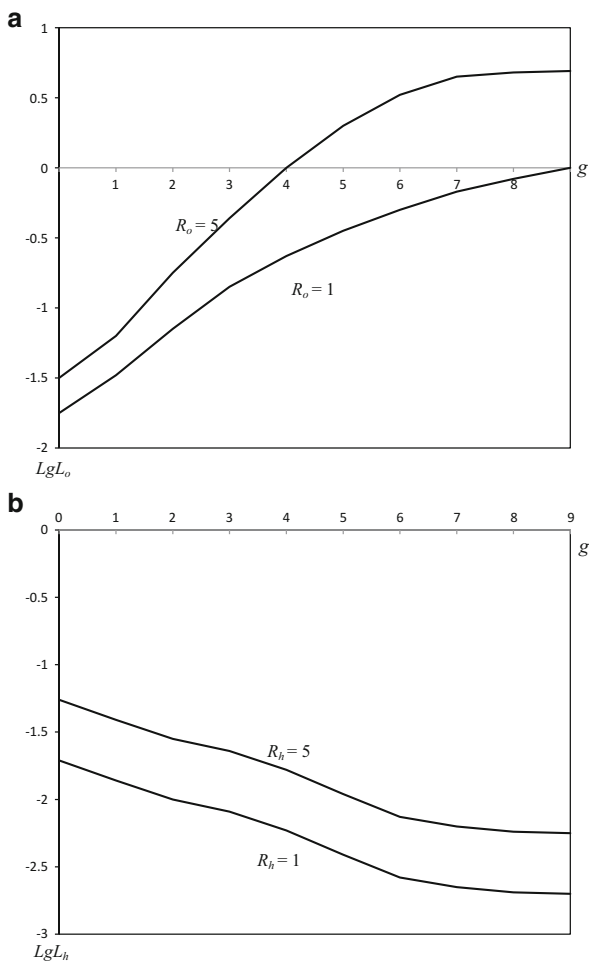 a
1
0.5
0
1 2 3 4 5 6 7 8
g
Ro = 5
-0.5
Ro = 1
-1
-1.5
-2
LgLo
b
0 1 2 3 4 5 6 7 8 9
0
g
-0.5
-1
-1.5
Rh = 5
-2
Rh = 1
-2.5
-3
LgLh